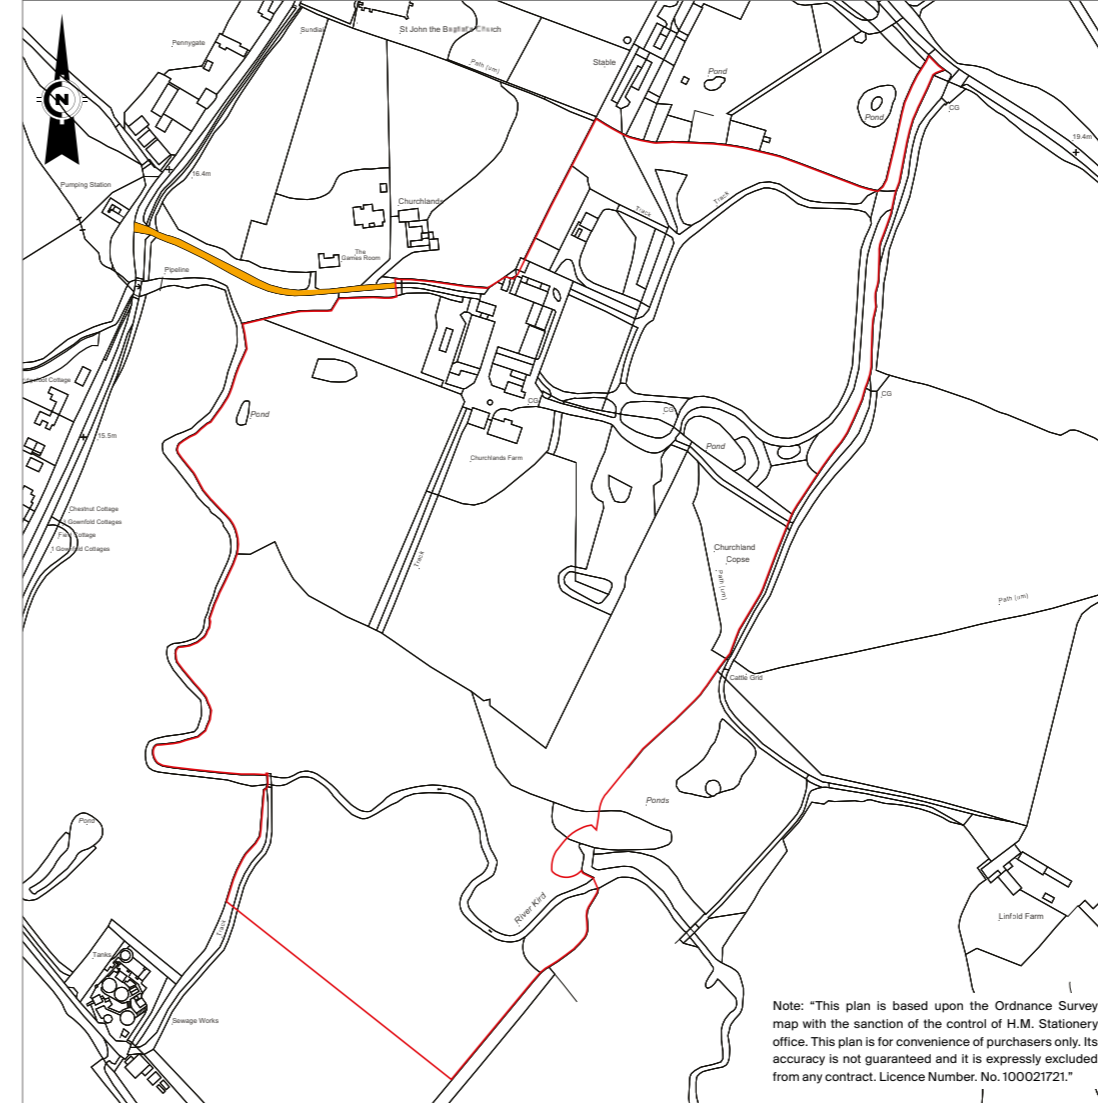 Sundial
St John the Baptist's Church
Pennygate
Path (um)
Stable
Pond
Pond
CG
19.4m
N
16.4m
Pumping Station
Churchlands
Track
Track
The
Games Room
Pipeline
Cottage
Pond
CG
CG
CG
Pond
15.5m
Churchlands Farm
Chestnut Cottage
Gownfold Cottages
Cottage
1 Gownfold Cottages
Track
Churchland
Copse
Path (um)
Path (um)
Cattle Grid
Ponds
Pond
River Kird
Track
Linfold Farm
Tanks
Sewage Works
Note: “This plan is based upon the Ordnance Survey
map with the sanction of the control of H.M. Stationery
office. This plan is for convenience of purchasers only. Its
accuracy is not guaranteed and it is expressly excluded
from any contract. Licence Number. No. 100021721.”